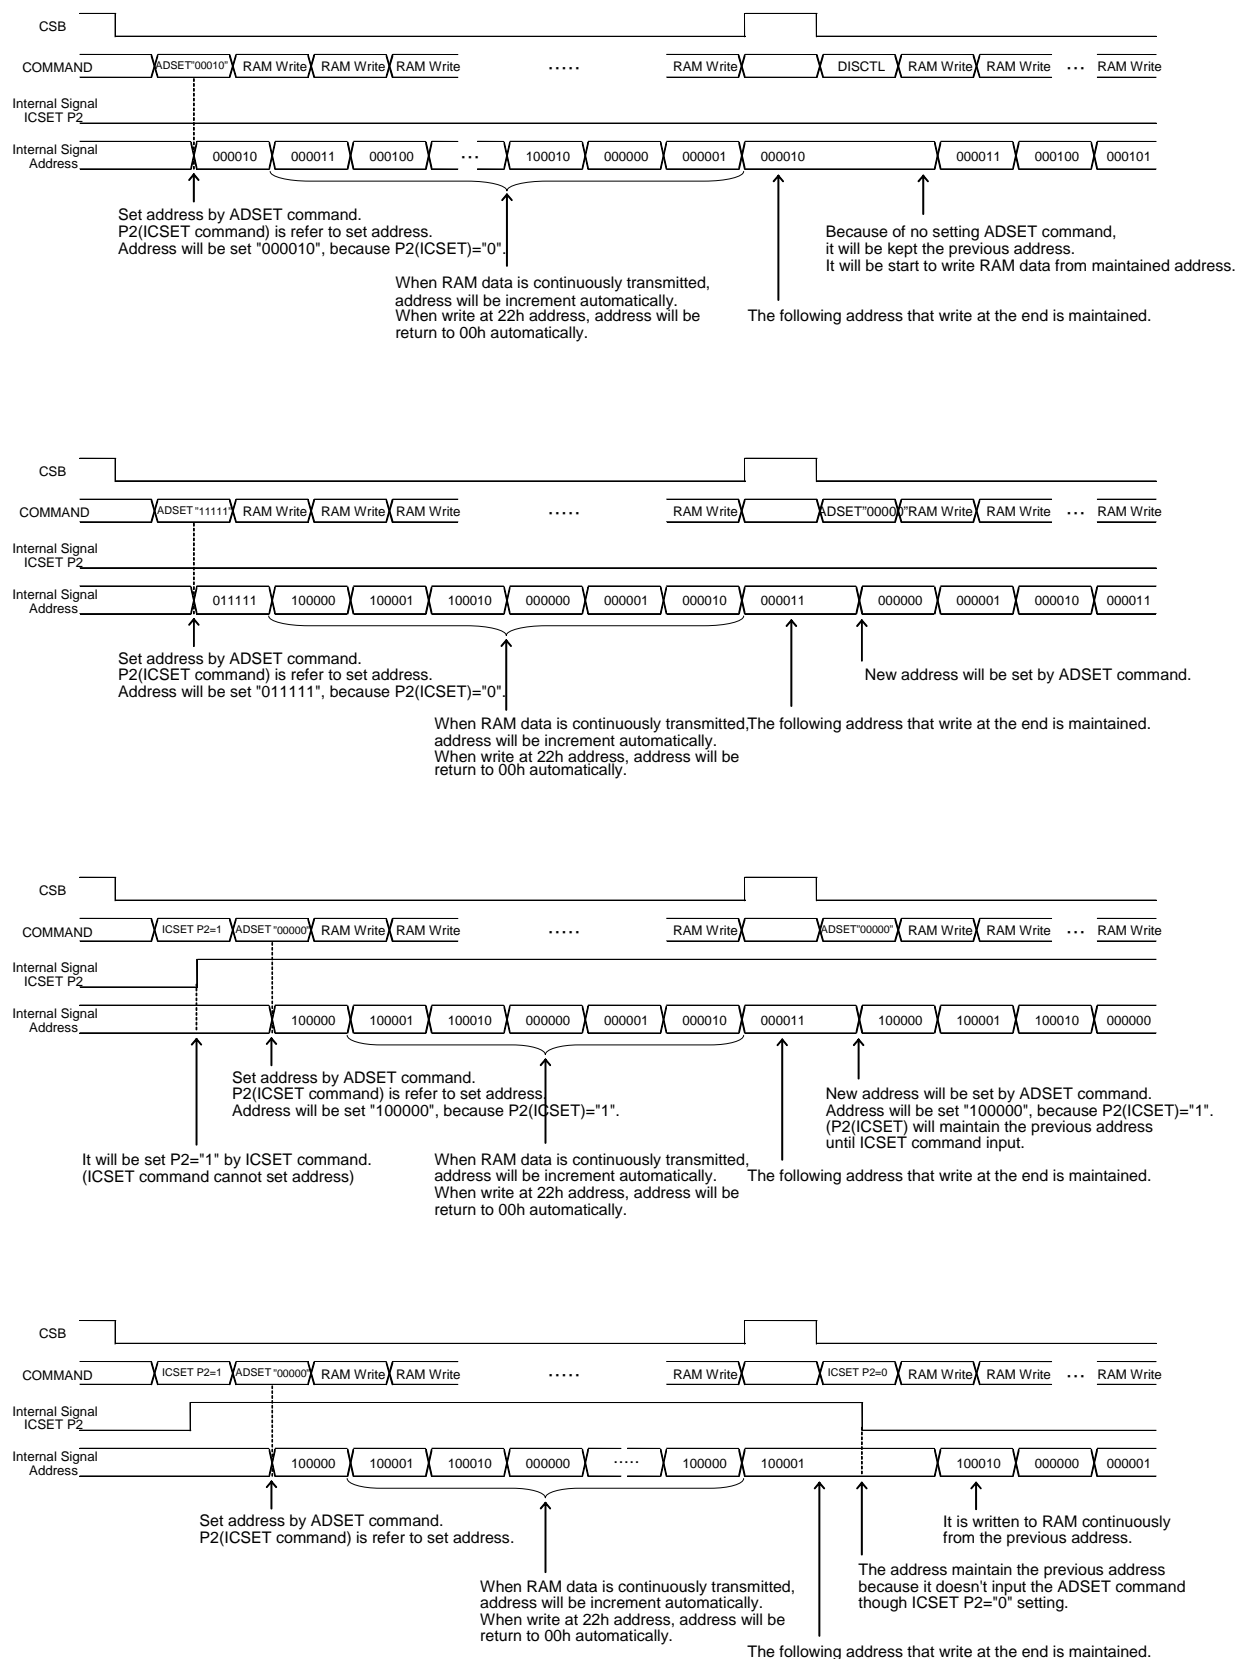 CSB
COMMAND ADSET"00010" RAM Write RAM Write RAM Write ..... RAM Write DISCTL RAM Write RAM Write ... RAM Write
Internal Signal
ICSET P2
Internal Signal
Address
000010 000011 000100 ... 100010 000000 000001 000010 000011 000100 000101
Set address by ADSET command.
P2(ICSET command) is refer to set address.
Address will be set "000010", because P2(ICSET)="0".
When RAM data is continuously transmitted,
address will be increment automatically.
When write at 22h address, address will be
return to 00h automatically.
Because of no setting ADSET command,
it will be kept the previous address.
It will be start to write RAM data from maintained address.
The following address that write at the end is maintained.
CSB
COMMAND ADSET "11111" RAM Write RAM Write RAM Write ..... RAM Write ADSET"00000" RAM Write RAM Write ... RAM Write
Internal Signal
ICSET P2
Internal Signal
Address
011111 100000 100001 100010 000000 000001 000010 000011 000000 000001 000010 000011
Set address by ADSET command.
P2(ICSET command) is refer to set address.
Address will be set "011111", because P2(ICSET)="0".
New address will be set by ADSET command.
When RAM data is continuously transmitted,
address will be increment automatically.
When write at 22h address, address will be
return to 00h automatically.
The following address that write at the end is maintained.
CSB
COMMAND ICSET P2=1 ADSET "00000" RAM Write RAM Write ..... RAM Write ADSET"00000" RAM Write RAM Write ... RAM Write
Internal Signal
ICSET P2
Internal Signal
Address
100000 100001 100010 000000 000001 000010 000011 100000 100001 100010 000000
Set address by ADSET command.
P2(ICSET command) is refer to set address.
Address will be set "100000", because P2(ICSET)="1".
New address will be set by ADSET command.
Address will be set "100000", because P2(ICSET)="1".
(P2(ICSET) will maintain the previous address
until ICSET command input.
It will be set P2="1" by ICSET command.
(ICSET command cannot set address)
When RAM data is continuously transmitted,
address will be increment automatically.
When write at 22h address, address will be
return to 00h automatically.
The following address that write at the end is maintained.
CSB
COMMAND ICSET P2=1 ADSET "00000" RAM Write RAM Write ..... RAM Write ICSET P2=0 RAM Write RAM Write ... RAM Write
Internal Signal
ICSET P2
Internal Signal
Address
100000 100001 100010 000000 ..... 100000 100001 100010 000000 000001
Set address by ADSET command.
P2(ICSET command) is refer to set address.
It is written to RAM continuously
from the previous address.
The address maintain the previous address
because it doesn't input the ADSET command
though ICSET P2="0" setting.
When RAM data is continuously transmitted,
address will be increment automatically.
When write at 22h address, address will be
return to 00h automatically.
The following address that write at the end is maintained.